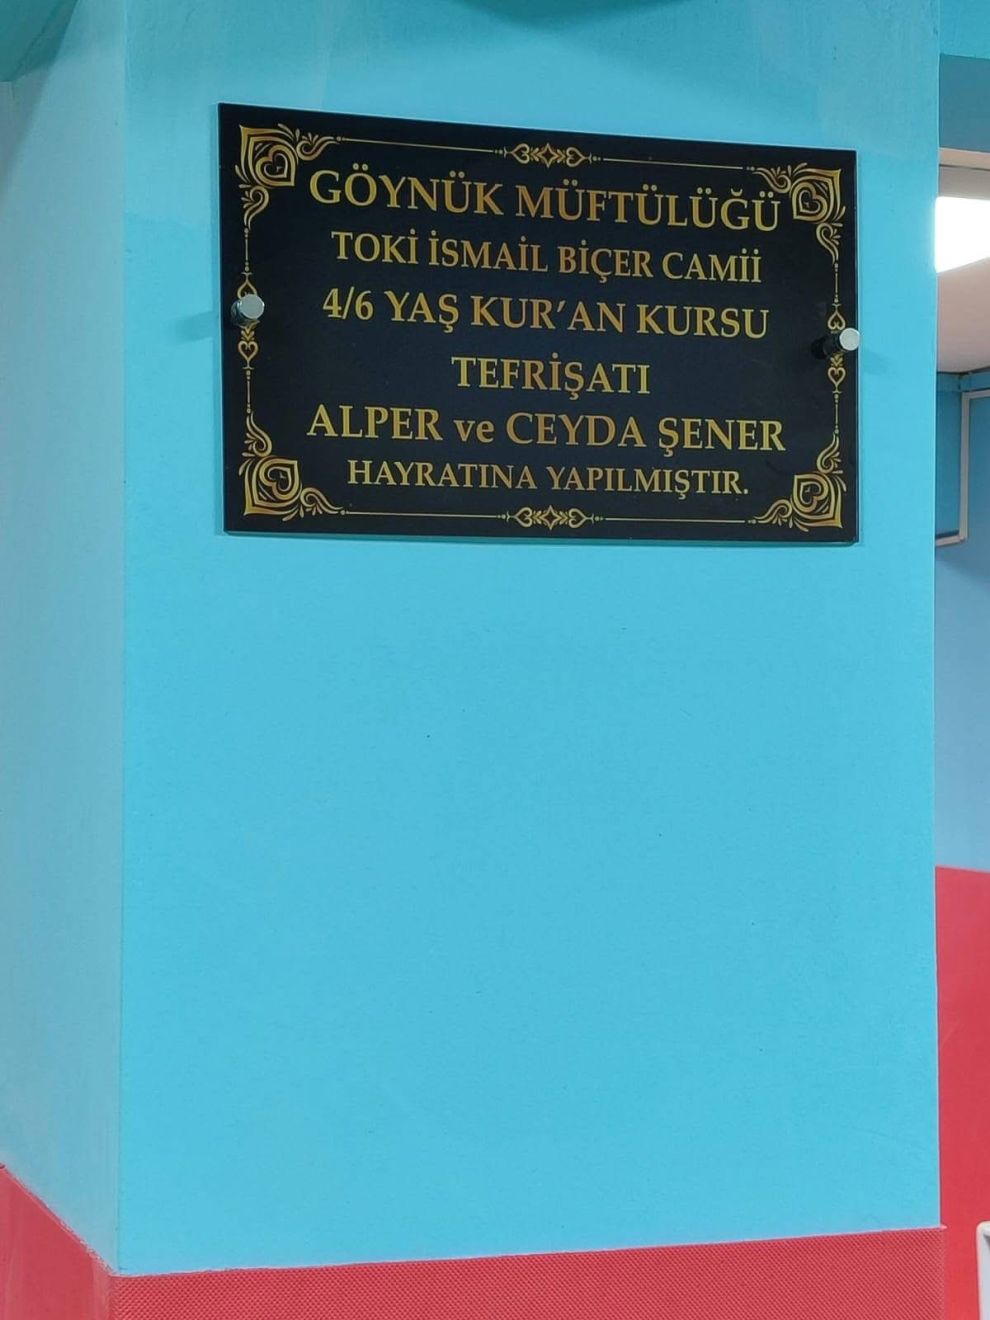 GÖYNÜK MÜFTÜLÜĞÜ
TOKİ İSMAİL BİÇER CAMİİ
4/6 YAŞ KUR'AN KURSU
TEFRİŞATI
ALPER ve CEYDA ŞENER
HAYRATINA YAPILMIŞTIR.